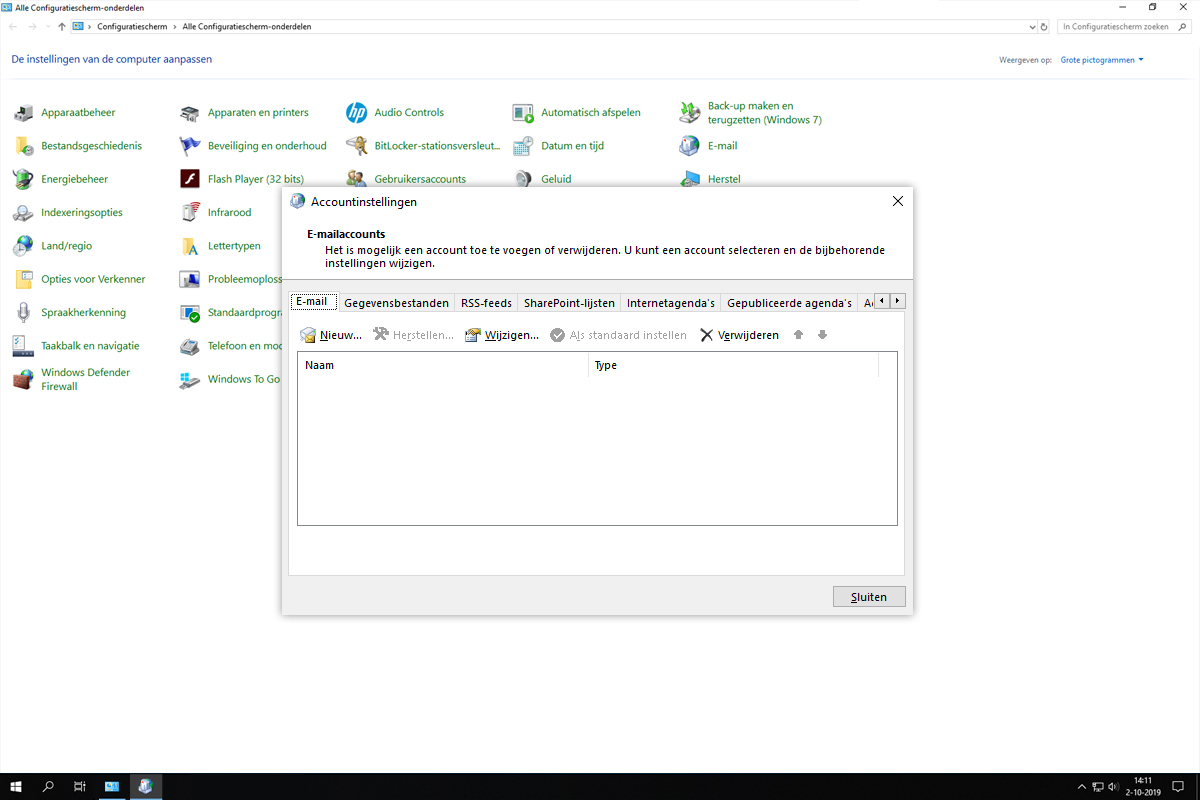 Alle Configuratiescherm-onderdelen
Configuratiescherm > Alle Configuratiescherm-onderdelen
In Configuratiescherm zoeken
De instellingen van de computer aanpassen
Weergeven op: Grote pictogrammen
Apparaatbeheer
Apparaten en printers
Audio Controls
Automatisch afspelen
Back-up maken en
terugzetten (Windows 7)
Bestandsgeschiedenis
Beveiliging en onderhoud
BitLocker-stationsversleut...
Datum en tijd
E-mail
Energiebeheer
Flash Player (32 bits)
Gebruikersaccounts
Geluid
Herstel
Indexeringsopties
Infrarood
Land/regio
Lettertypen
Opties voor Verkenner
Probleemoploss
Spraakherkenning
Standaardprogra
Taakbalk en navigatie
Telefoon en mod
Windows Defender
Firewall
Windows To Go
Accountinstellingen
E-mailaccounts
Het is mogelijk een account toe te voegen of verwijderen. U kunt een account selecteren en de bijbehorende
instellingen wijzigen.
E-mail Gegevensbestanden RSS-feeds SharePoint-lijsten Internetagenda's Gepubliceerde agenda's
Nieuw... Herstellen... Wijzigen... Als standaard instellen Verwijderen
Naam Type
Sluiten
14:11
2-10-2019